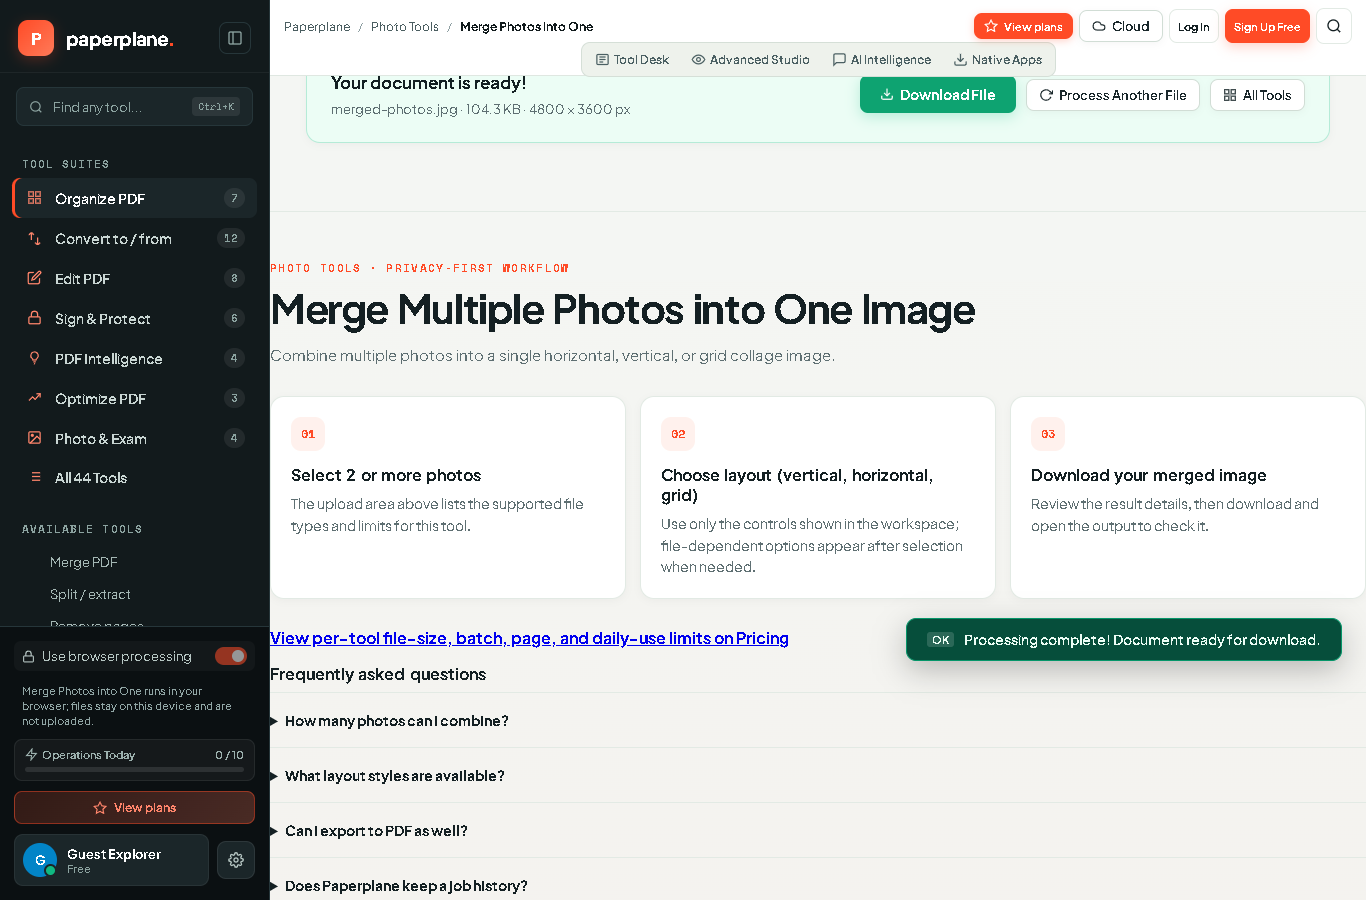 P paperplane.
Find any tool... Ctrl+K
TOOL SUITES
Organize PDF 7
Convert to / from 12
Edit PDF 8
Sign & Protect 6
PDF Intelligence 4
Optimize PDF 3
Photo & Exam 4
All 44 Tools
AVAILABLE TOOLS
Merge PDF
Split / extract
Remove pages
Use browser processing
Merge Photos into One runs in your
browser; files stay on this device and are
not uploaded.
Operations Today 0 / 10
View plans
G Guest Explorer
Free
Paperplane / Photo Tools / Merge Photos Into One
View plans Cloud Log In Sign Up Free
Tool Desk Advanced Studio AI Intelligence Native Apps
Your document is ready!
merged-photos.jpg · 104.3 KB · 4800 × 3600 px
Download File Process Another File All Tools
PHOTO TOOLS · PRIVACY-FIRST WORKFLOW
Merge Multiple Photos into One Image
Combine multiple photos into a single horizontal, vertical, or grid collage image.
01
Select 2 or more photos
The upload area above lists the supported file
types and limits for this tool.
02
Choose layout (vertical, horizontal,
grid)
Use only the controls shown in the workspace;
file-dependent options appear after selection
when needed.
03
Download your merged image
Review the result details, then download and
open the output to check it.
View per-tool file-size, batch, page, and daily-use limits on Pricing
OK Processing complete! Document ready for download.
Frequently asked questions
How many photos can I combine?
What layout styles are available?
Can I export to PDF as well?
Does Paperplane keep a job history?